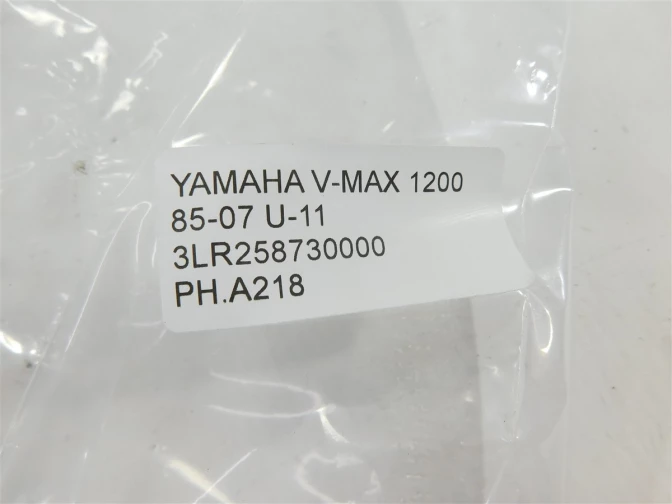 YAMAHA V-MAX 1200
85-07 U-11
3LR258730000
PH.A218